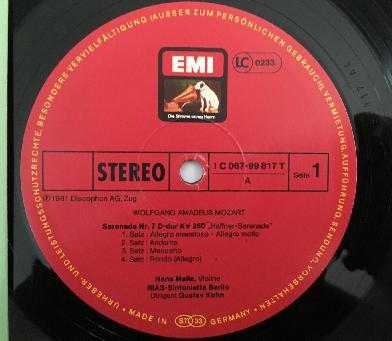 BESONDERS VERVIELFÄLTIGUNG (AUSSER ZUM PERSÖNLICHEN GEBRAUCH), VERMIETUNG, AUFFÜHRUNG,
EMI
LC 0233
Die Stimme seines Herrn
STEREO
1 C 067-99 817 T
A
Seite 1
Ⓟ 1981 Discophon AG, Zug
WOLFGANG AMADEUS MOZART
Serenade Nr. 7 D-dur KV 250 „Haffner-Serenade"
1. Satz: Allegro maestoso - Allegro molto
2. Satz: Andante
3. Satz: Menuetto
4. Satz: Rondo (Allegro)
Hans Maile, Violine
RIAS-Sinfonietta Berlin
Dirigent Gustav Kuhn
URHEBER- UND LEISTUNGSSCHUTZRECHTE,
VORBEHALTEN
• MADE IN ST 33 GERMANY •